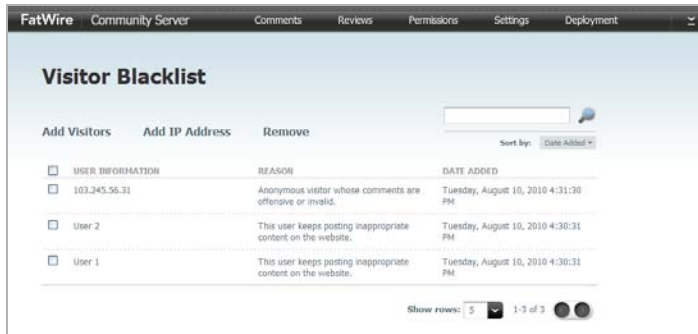 FatWire Community Server Comments Reviews Permissions Settings Deployment
Visitor Blacklist
Add Visitors Add IP Address Remove
Sort by: Date Added
USER INFORMATION REASON DATE ADDED
103.245.56.31 Anonymous visitor whose comments are Tuesday, August 10, 2010 4:31:30
offensive or invalid. PM
User 2 This user keeps posting inappropriate Tuesday, August 10, 2010 4:30:31
content on the website. PM
User 1 This user keeps posting inappropriate Tuesday, August 10, 2010 4:30:31
content on the website. PM
Show rows: 5 1-3 of 3